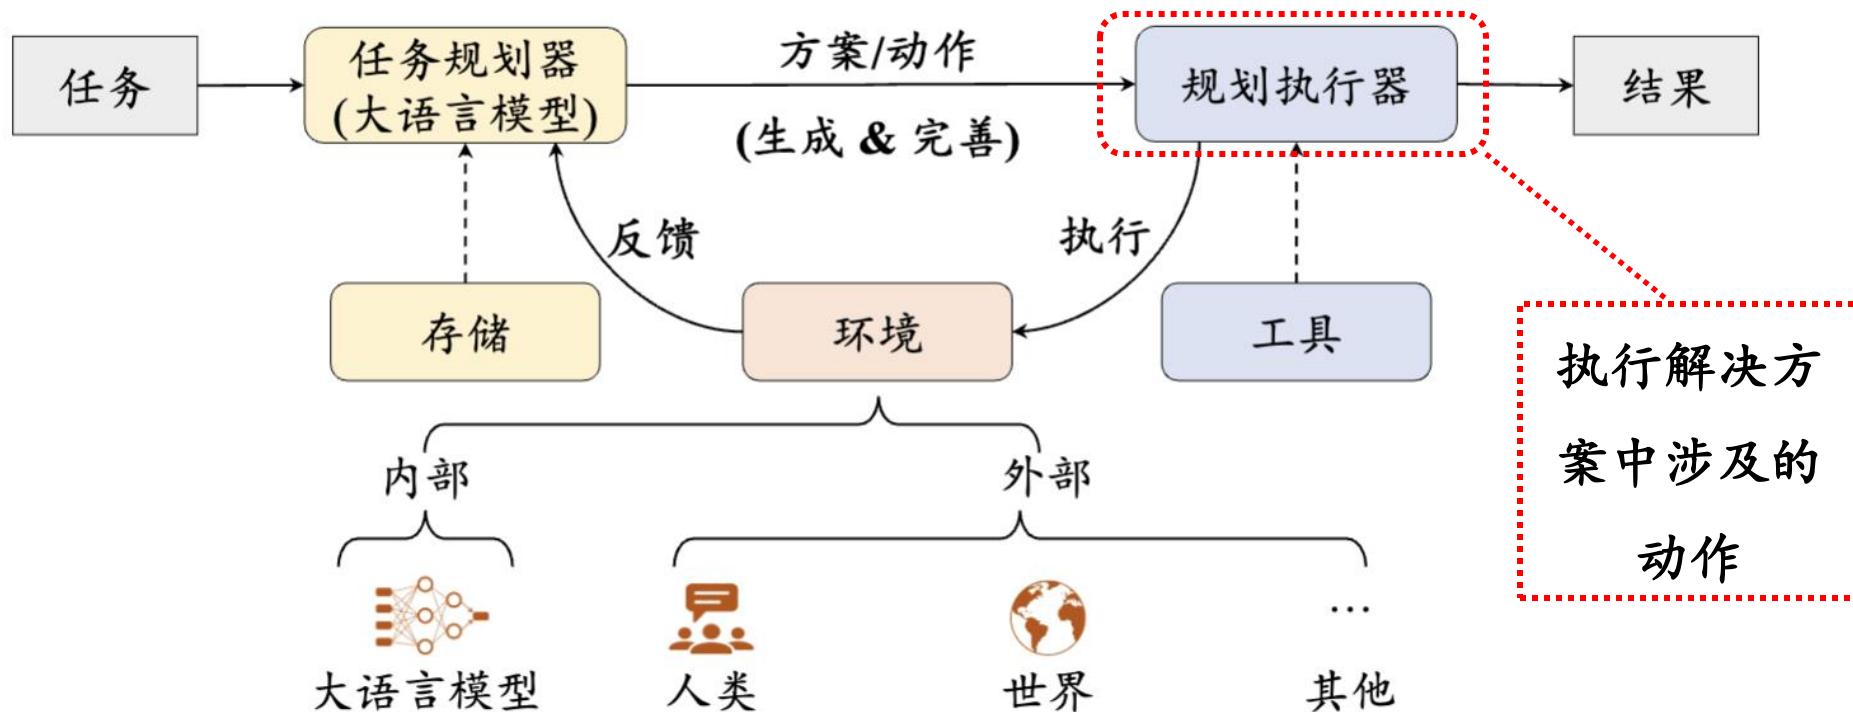 任务
任务规划器
(大语言模型)
方案/动作
(生成 & 完善)
规划执行器
结果
反馈
执行
存储
环境
工具
执行解决方
案中涉及的
动作
内部
外部
大语言模型
人类
世界
...
其他